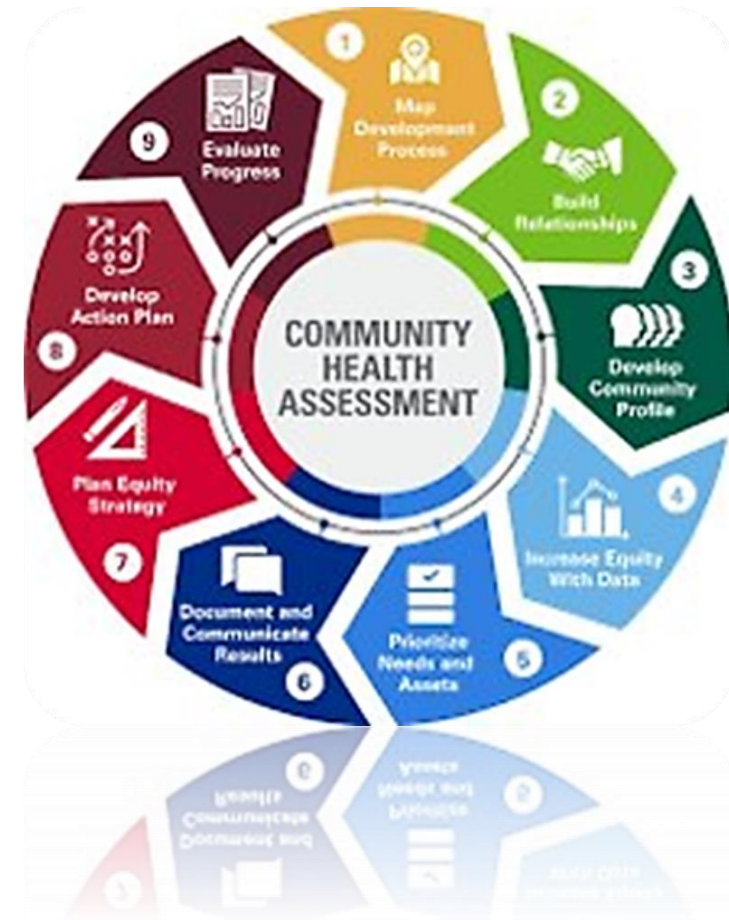 COMMUNITY
HEALTH
ASSESSMENT
1
Map
Development
Process
2
Build
Relationships
3
Develop
Community
Profile
4
Increase Equity
With Data
5
Prioritize
Needs and
Assets
6
Document and
Communicate
Results
7
Plan Equity
Strategy
8
Develop
Action Plan
9
Evaluate
Progress